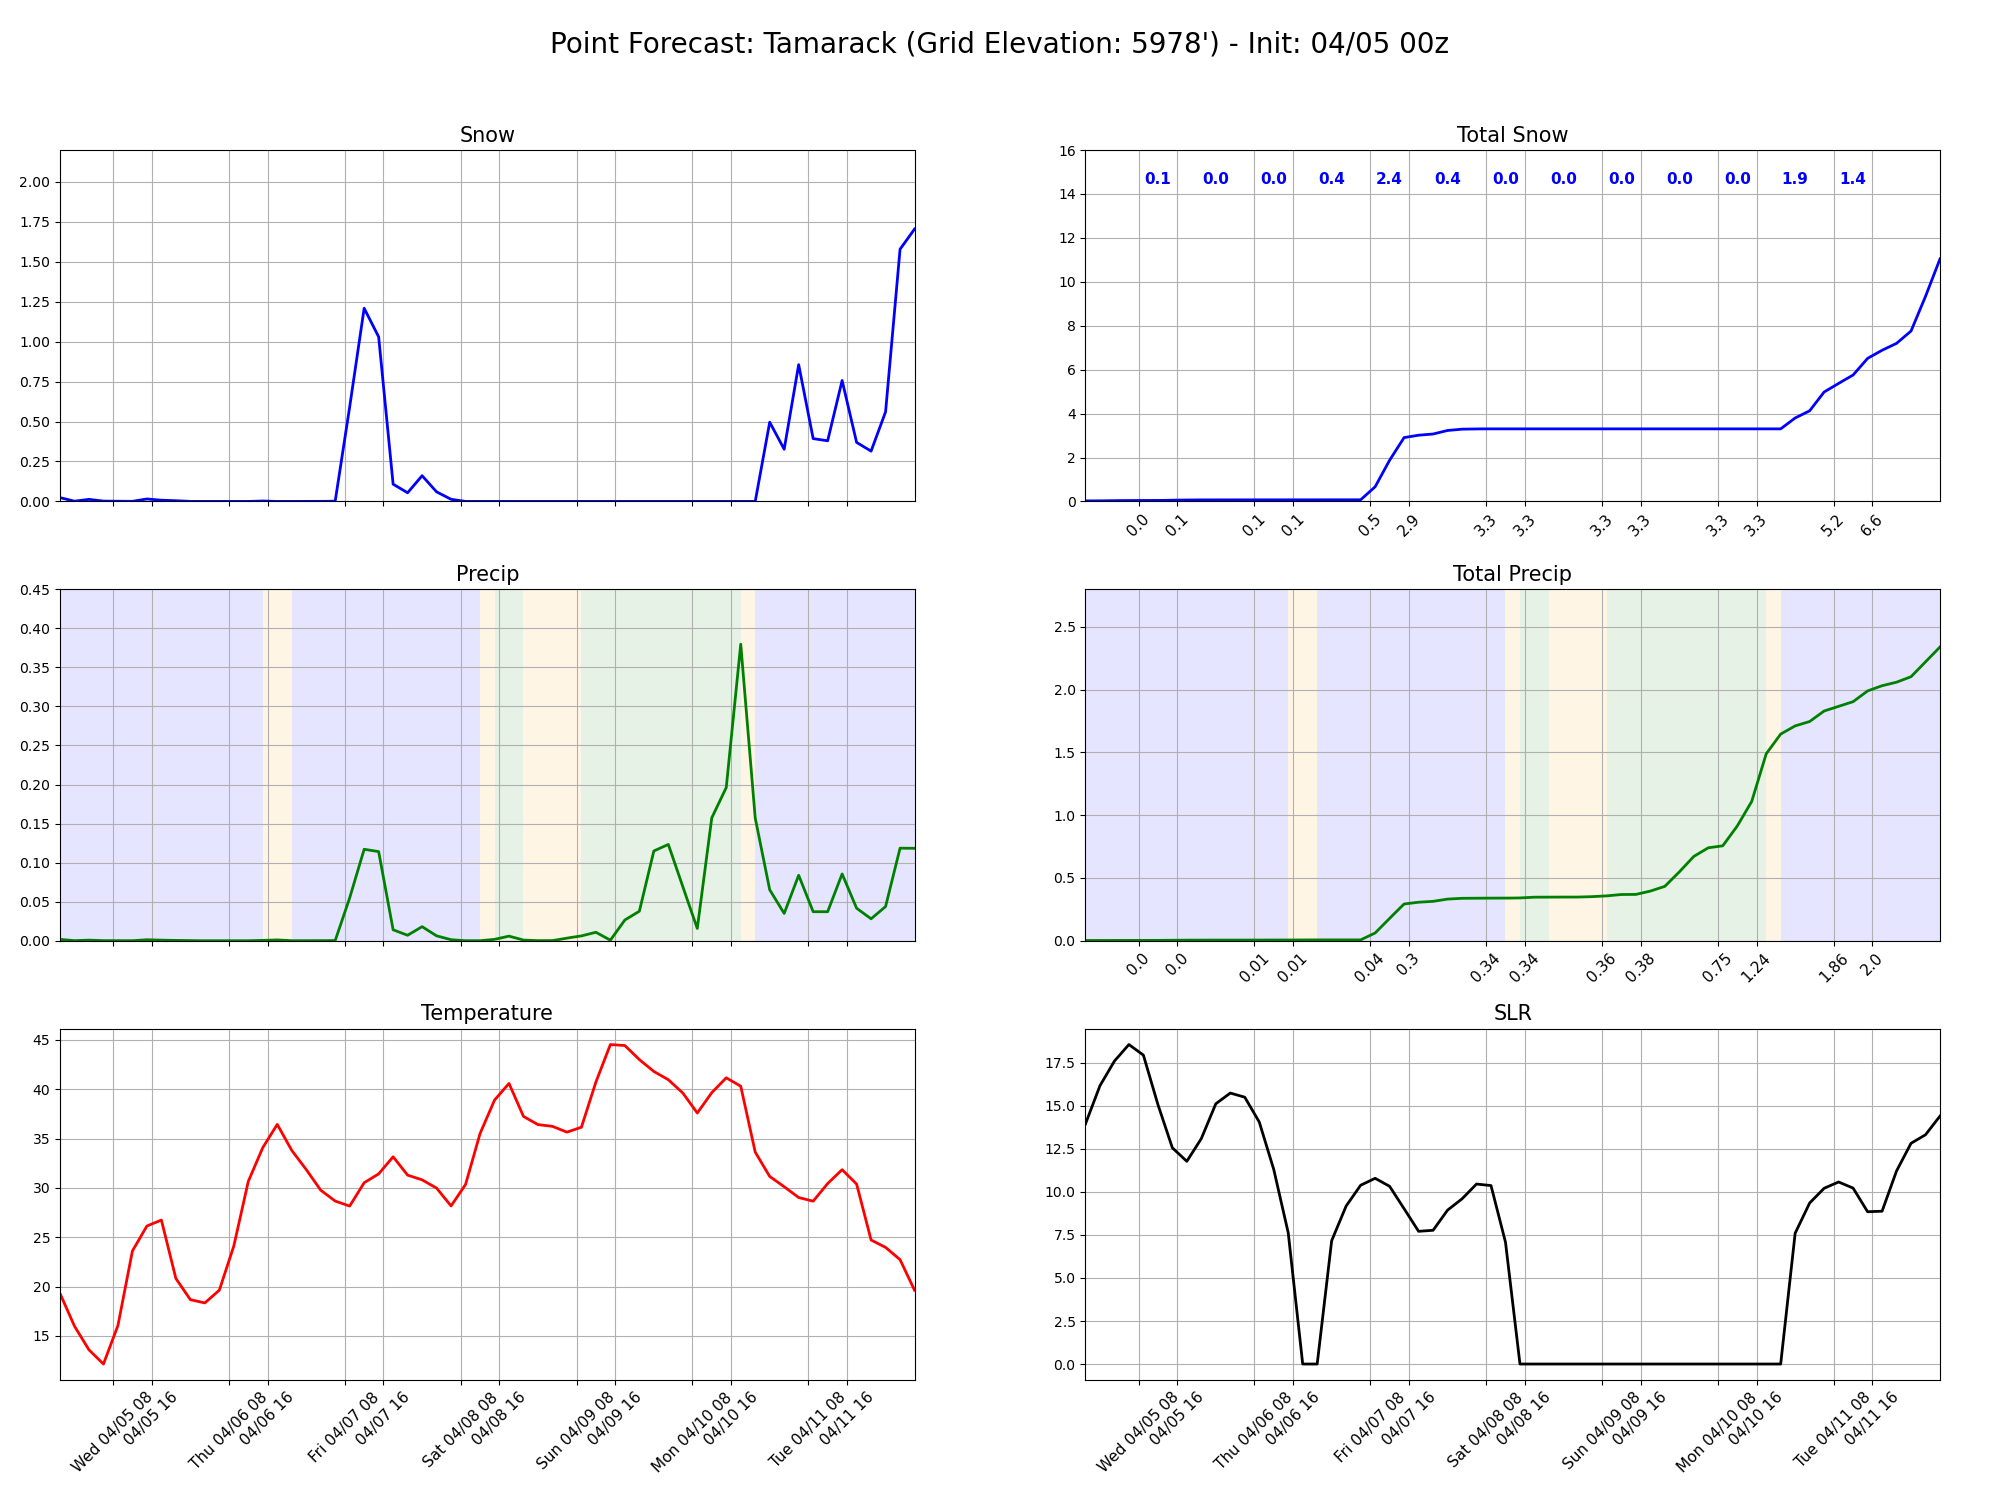 Point Forecast: Tamarack (Grid Elevation: 5978') - Init: 04/05 00z
Snow
2.00
1.75
1.50
1.25
1.00
0.75
0.50
0.25
0.00
Total Snow
16
14
12
10
8
6
4
2
0
0.1 0.0 0.0 0.4 2.4 0.4 0.0 0.0 0.0 0.0 0.0 1.9 1.4
0.0 0.1 0.1 0.1 0.5 2.9 3.3 3.3 3.3 3.3 3.3 3.3 5.2 6.6
Precip
0.45
0.40
0.35
0.30
0.25
0.20
0.15
0.10
0.05
0.00
Total Precip
2.5
2.0
1.5
1.0
0.5
0.0
0.0 0.0 0.01 0.01 0.04 0.3 0.34 0.34 0.36 0.38 0.75 1.24 1.86 2.0
Temperature
45
40
35
30
25
20
15
Wed 04/05 08
04/05 16
Thu 04/06 08
04/06 16
Fri 04/07 08
04/07 16
Sat 04/08 08
04/08 16
Sun 04/09 08
04/09 16
Mon 04/10 08
04/10 16
Tue 04/11 08
04/11 16
SLR
17.5
15.0
12.5
10.0
7.5
5.0
2.5
0.0
Wed 04/05 08
04/05 16
Thu 04/06 08
04/06 16
Fri 04/07 08
04/07 16
Sat 04/08 08
04/08 16
Sun 04/09 08
04/09 16
Mon 04/10 08
04/10 16
Tue 04/11 08
04/11 16